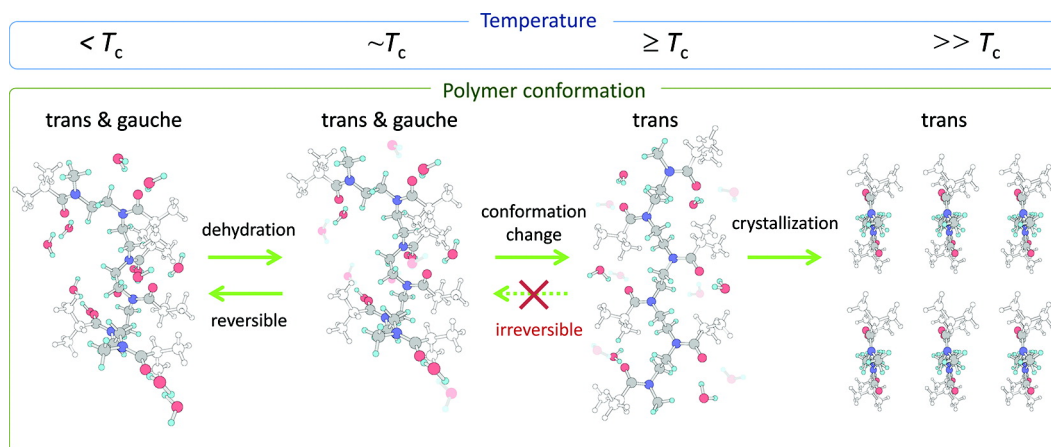 Temperature
< Tc
~Tc
≥ Tc
>> Tc
Polymer conformation
trans & gauche
trans & gauche
trans
trans
dehydration
reversible
conformation
change
irreversible
crystallization